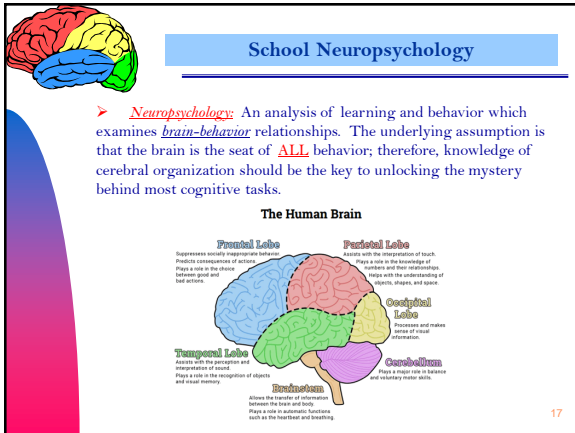 School Neuropsychology
➢ Neuropsychology: An analysis of learning and behavior which
examines brain-behavior relationships. The underlying assumption is
that the brain is the seat of ALL behavior; therefore, knowledge of
cerebral organization should be the key to unlocking the mystery
behind most cognitive tasks.
The Human Brain
Frontal Lobe
Suppresses socially inappropriate behavior.
Predicts consequences of actions.
Plays a role in the choice
between good and
bad actions.
Parietal Lobe
Assists with the interpretation of touch.
Plays a role in the knowledge of
numbers and their relationships.
Helps with the understanding of
objects, shapes, and space.
Occipital
Lobe
Processes and makes
sense of visual
information.
Temporal Lobe
Assists with the perception and
interpretation of sound.
Plays a role in the recognition of objects
and visual memory.
Cerebellum
Plays a major role in balance
and voluntary motor skills.
Brainstem
Allows the transfer of information
between the brain and body.
Plays a role in automatic functions
such as the heartbeat and breathing.
17